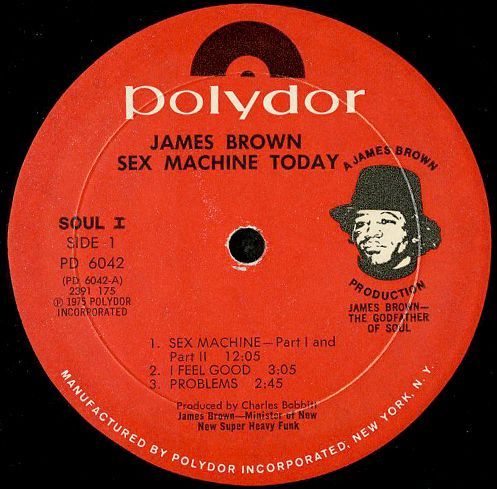 polydor
JAMES BROWN
SEX MACHINE TODAY
A JAMES BROWN
PRODUCTION
JAMES BROWN—
THE GODFATHER
OF SOUL
SOUL I
SIDE 1
PD 6042
(PD 6042-A)
2391 175
℗ 1975 POLYDOR
INCORPORATED
1. SEX MACHINE—Part I and
Part II 12:05
2. I FEEL GOOD 3:05
3. PROBLEMS 2:45
Produced by Charles Bobbitt
James Brown—Minister of New
New Super Heavy Funk
MANUFACTURED BY POLYDOR INCORPORATED, NEW YORK, N.Y.